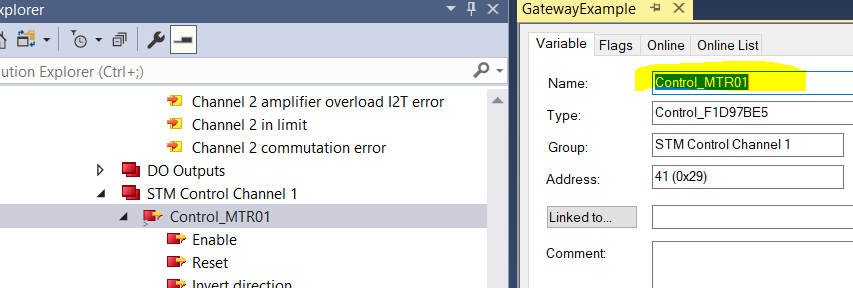 xplorer
GatewayExample
ution Explorer (Ctrl+;)
Channel 2 amplifier overload I2T error
Channel 2 in limit
Channel 2 commutation error
DO Outputs
STM Control Channel 1
Control_MTR01
Enable
Reset
Invert direction
Variable Flags Online Online List
Name: Control_MTR01
Type: Control_F1D97BE5
Group: STM Control Channel 1
Address: 41 (0x29)
Linked to...
Comment: